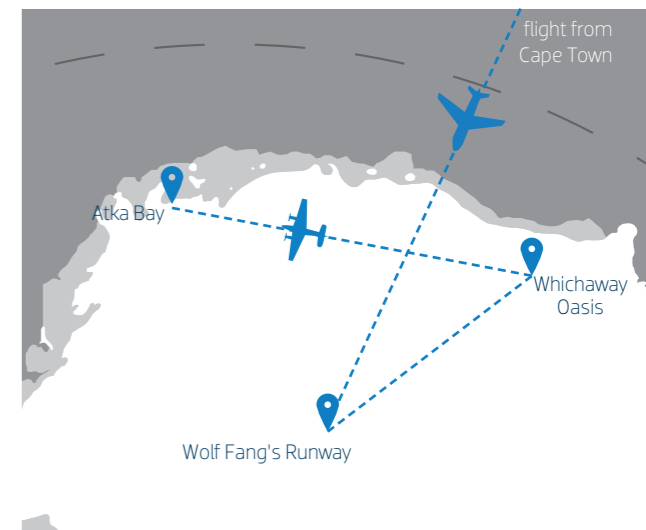 flight from
Cape Town
Atka Bay
Whichaway
Oasis
Wolf Fang's Runway